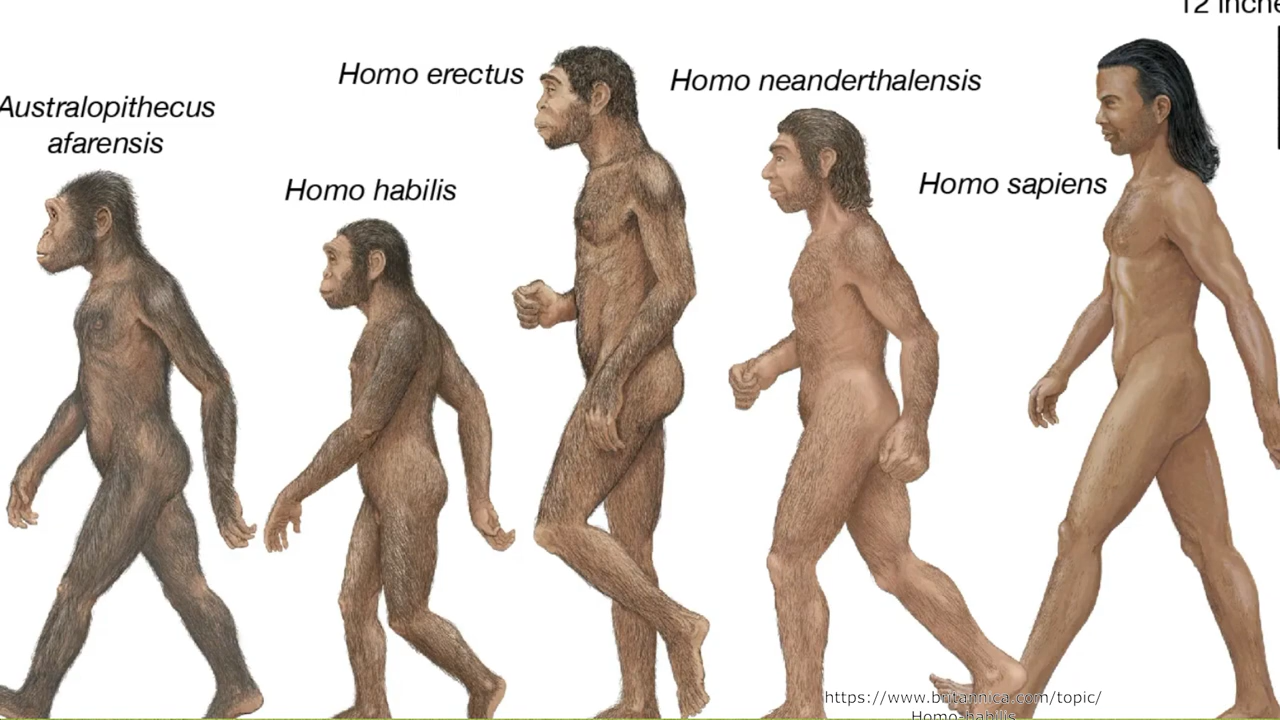 12 inche
Homo erectus
Homo neanderthalensis
Australopithecus
afarensis
Homo habilis
Homo sapiens
https://www.britannica.com/topic/
Homo-habilis